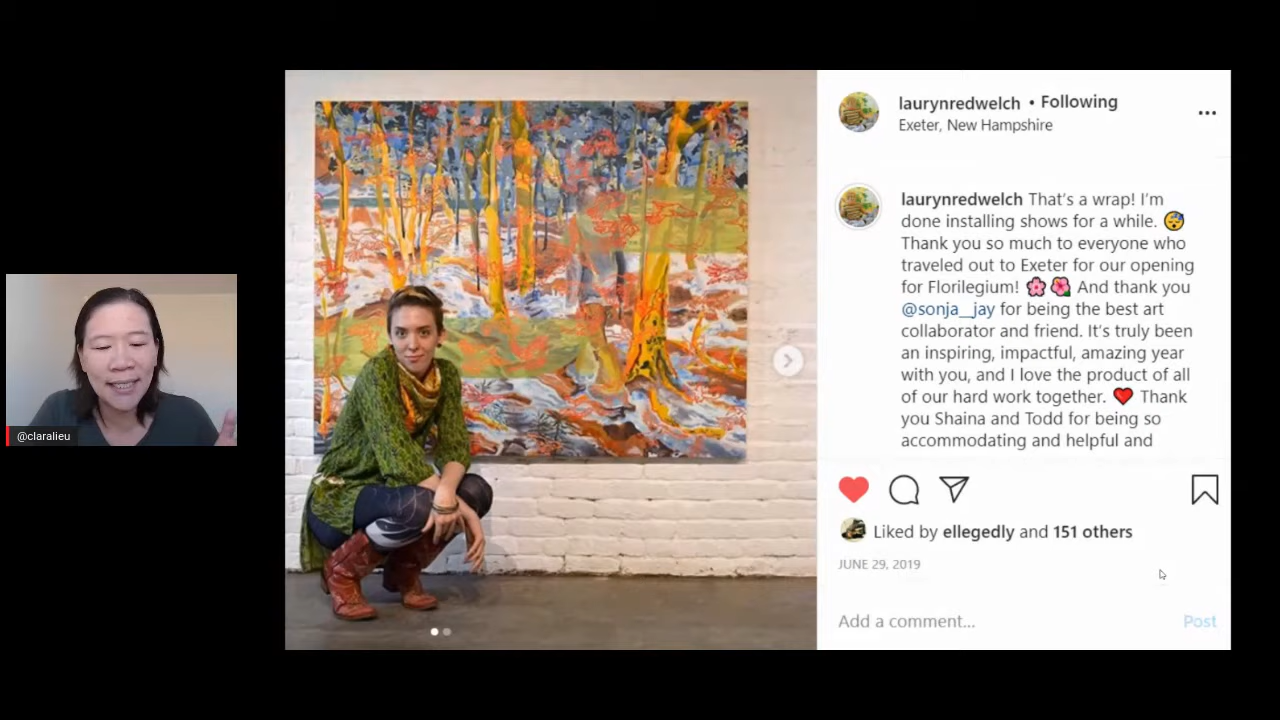 @claralieu
laurynredwelch • Following
Exeter, New Hampshire
laurynredwelch That's a wrap! I'm
done installing shows for a while. 😴
Thank you so much to everyone who
traveled out to Exeter for our opening
for Florilegium! 🌸🌺 And thank you
@sonja__jay for being the best art
collaborator and friend. It's truly been
an inspiring, impactful, amazing year
with you, and I love the product of all
of our hard work together. ❤️ Thank
you Shaina and Todd for being so
accommodating and helpful and
Liked by ellegedly and 151 others
JUNE 29, 2019
Add a comment...
Post